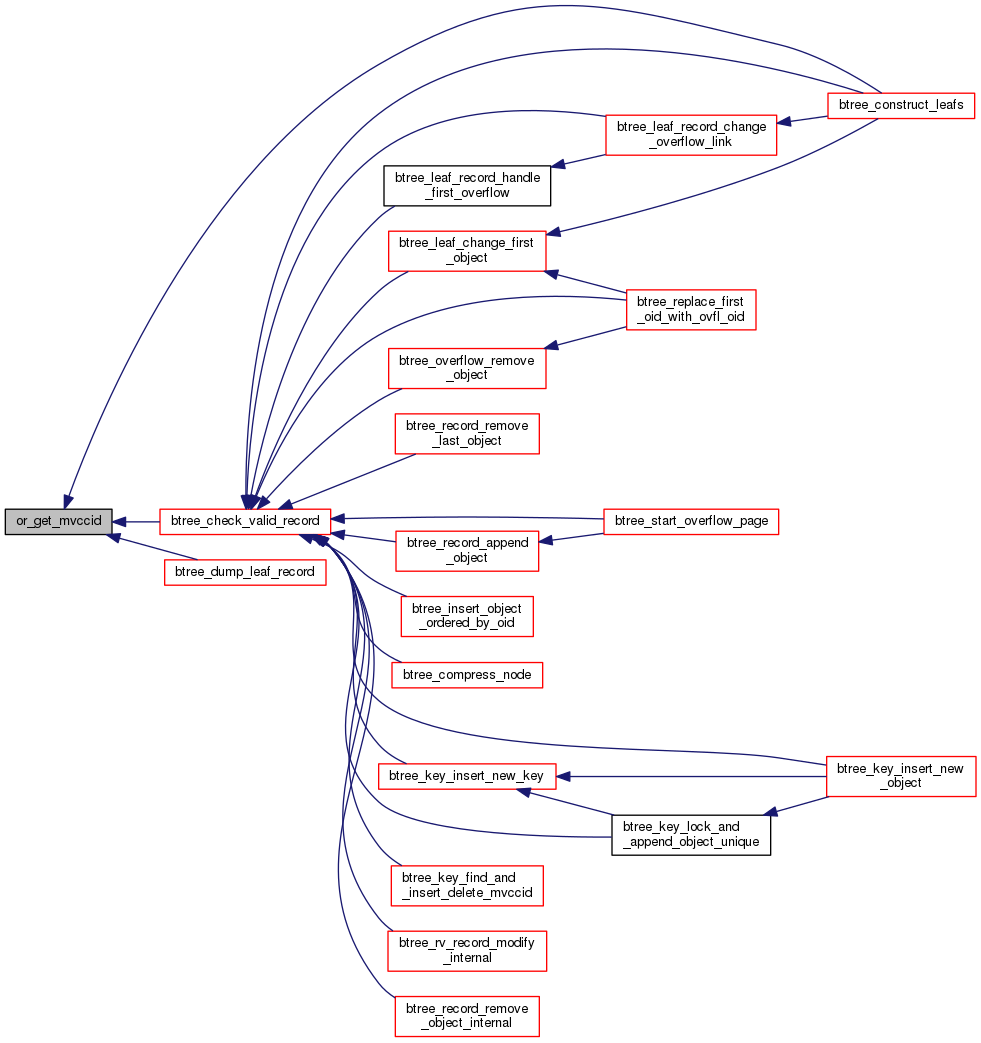 btree_construct_leafs
btree_leaf_record_change
_overflow_link
btree_leaf_record_handle
_first_overflow
btree_leaf_change_first
_object
btree_replace_first
_oid_with_ovfl_oid
btree_overflow_remove
_object
btree_record_remove
_last_object
or_get_mvccid
btree_check_valid_record
btree_start_overflow_page
btree_record_append
_object
btree_dump_leaf_record
btree_insert_object
_ordered_by_oid
btree_compress_node
btree_key_insert_new_key
btree_key_insert_new
_object
btree_key_lock_and
_append_object_unique
btree_key_find_and
_insert_delete_mvccid
btree_rv_record_modify
_internal
btree_record_remove
_object_internal